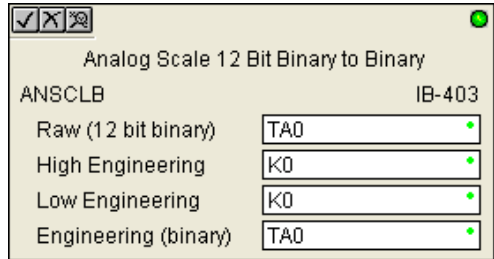 Analog Scale 12 Bit Binary to Binary
ANSCLB IB-403
Raw (12 bit binary) TA0
High Engineering K0
Low Engineering K0
Engineering (binary) TA0